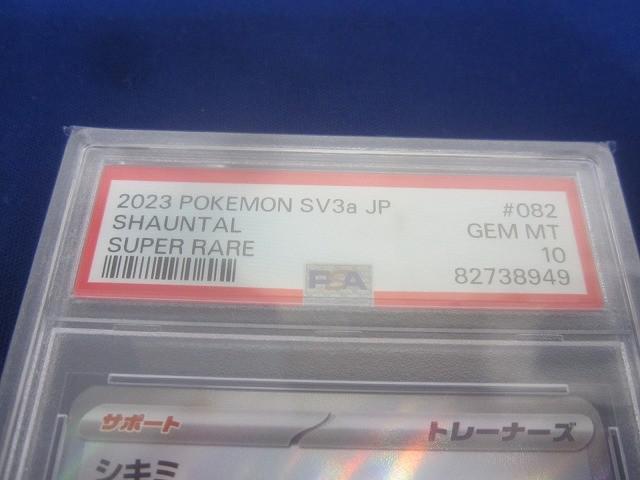 2023 POKEMON SV3a JP #082
SHAUNTAL GEM MT
SUPER RARE 10
PSA 82738949
サポート トレーナーズ
シキミ